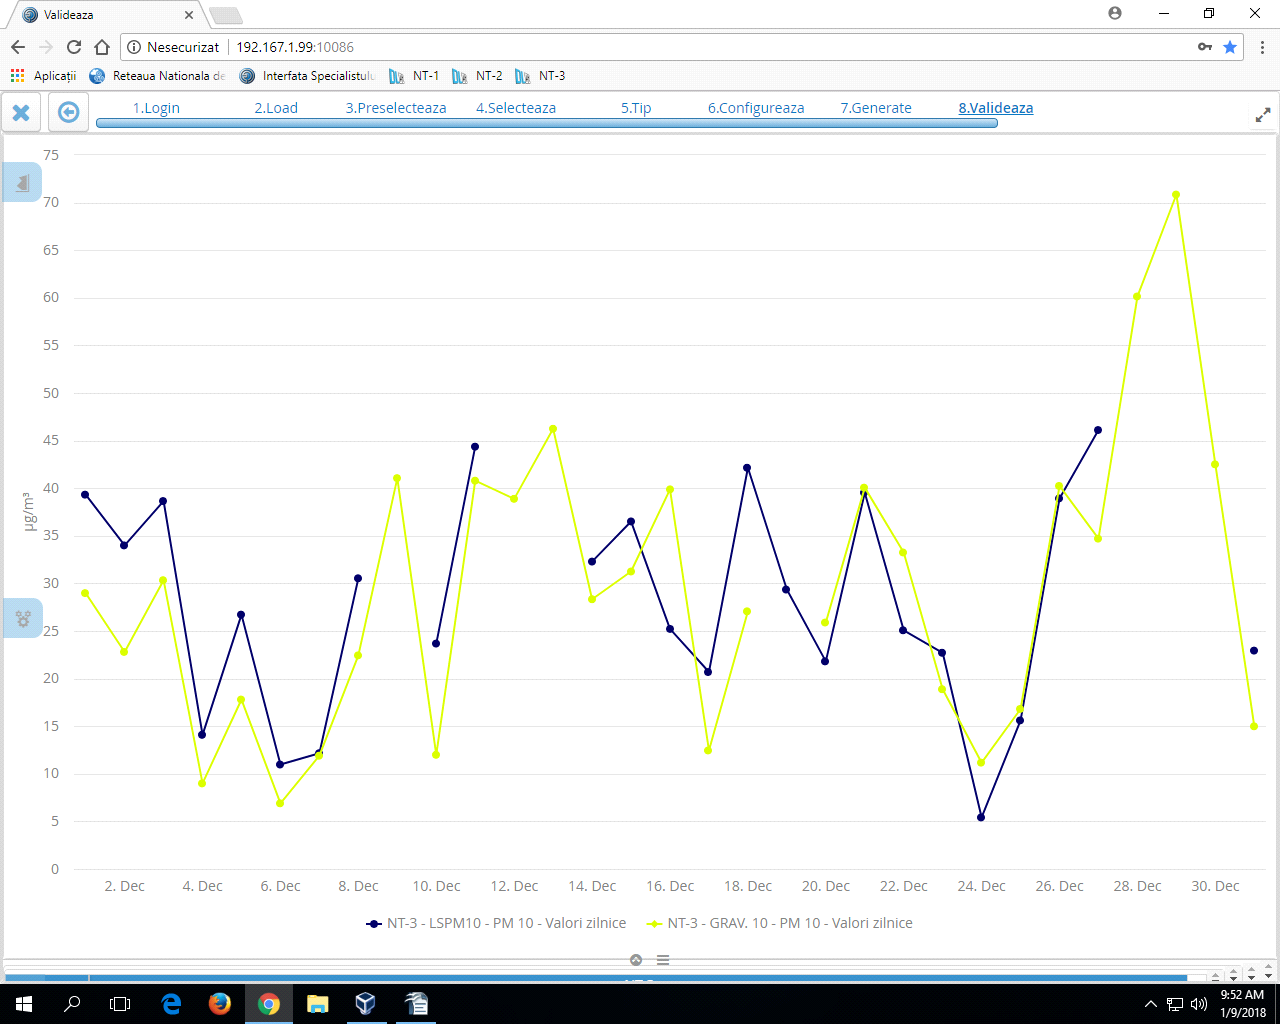 Valideaza
Nesecurizat 192.167.1.99:10086
Aplicații Reteaua Nationala de Interfata Specialistulu NT-1 NT-2 NT-3
1.Login 2.Load 3.Preselecteaza 4.Selecteaza 5.Tip 6.Configureaza 7.Generate 8.Valideaza
75
70
65
60
55
50
45
40
35
30
25
20
15
10
5
0
µg/m³
2. Dec 4. Dec 6. Dec 8. Dec 10. Dec 12. Dec 14. Dec 16. Dec 18. Dec 20. Dec 22. Dec 24. Dec 26. Dec 28. Dec 30. Dec
NT-3 - LSPM10 - PM 10 - Valori zilnice NT-3 - GRAV. 10 - PM 10 - Valori zilnice
9:52 AM
1/9/2018